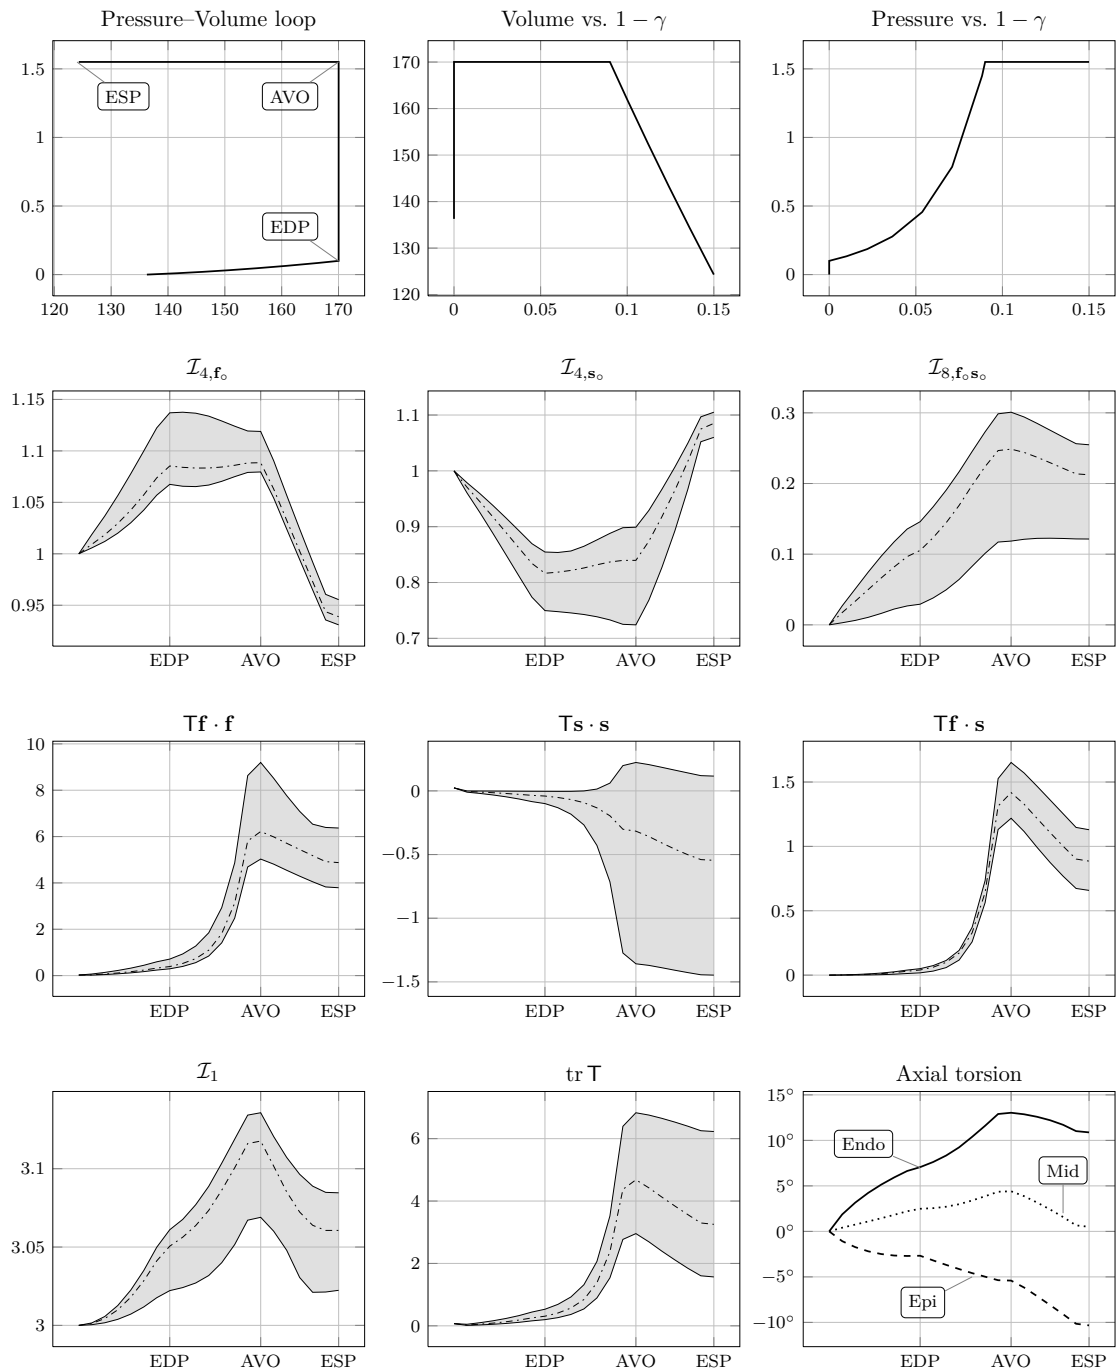 Pressure–Volume loop
Volume vs. 1 − γ
Pressure vs. 1 − γ
1.5
1
0.5
0
ESP
AVO
EDP
120 130 140 150 160 170
170
160
150
140
130
120
0 0.05 0.1 0.15
1.5
1
0.5
0
0 0.05 0.1 0.15
ℐ4,f∘
ℐ4,s∘
ℐ8,f∘s∘
1.15
1.1
1.05
1
0.95
EDP AVO ESP
1.1
1
0.9
0.8
0.7
EDP AVO ESP
0.3
0.2
0.1
0
EDP AVO ESP
Tf · f
Ts · s
Tf · s
10
8
6
4
2
0
EDP AVO ESP
0
−0.5
−1
−1.5
EDP AVO ESP
1.5
1
0.5
0
EDP AVO ESP
ℐ1
tr T
Axial torsion
3.1
3.05
3
EDP AVO ESP
6
4
2
0
EDP AVO ESP
15°
10°
5°
0°
−5°
−10°
Endo
Mid
Epi
EDP AVO ESP